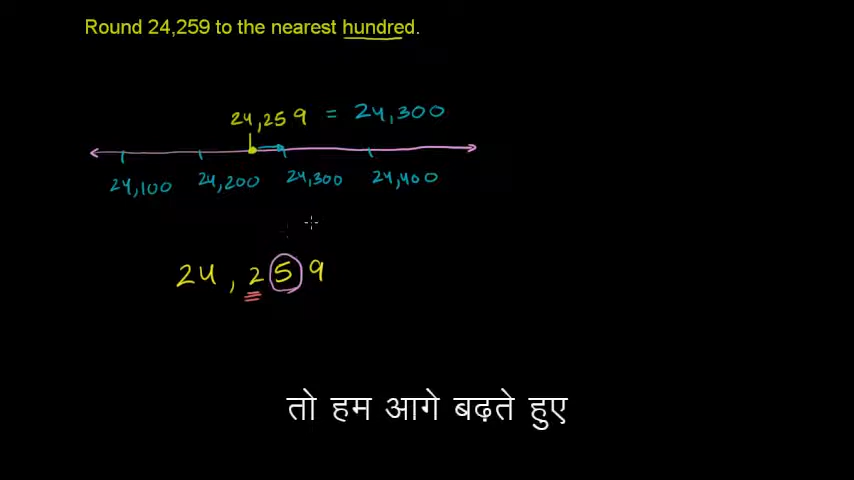 Round 24,259 to the nearest hundred.
24,259 = 24,300
24,100 24,200 24,300 24,400
24,259
तो हम आगे बढ़ते हुए